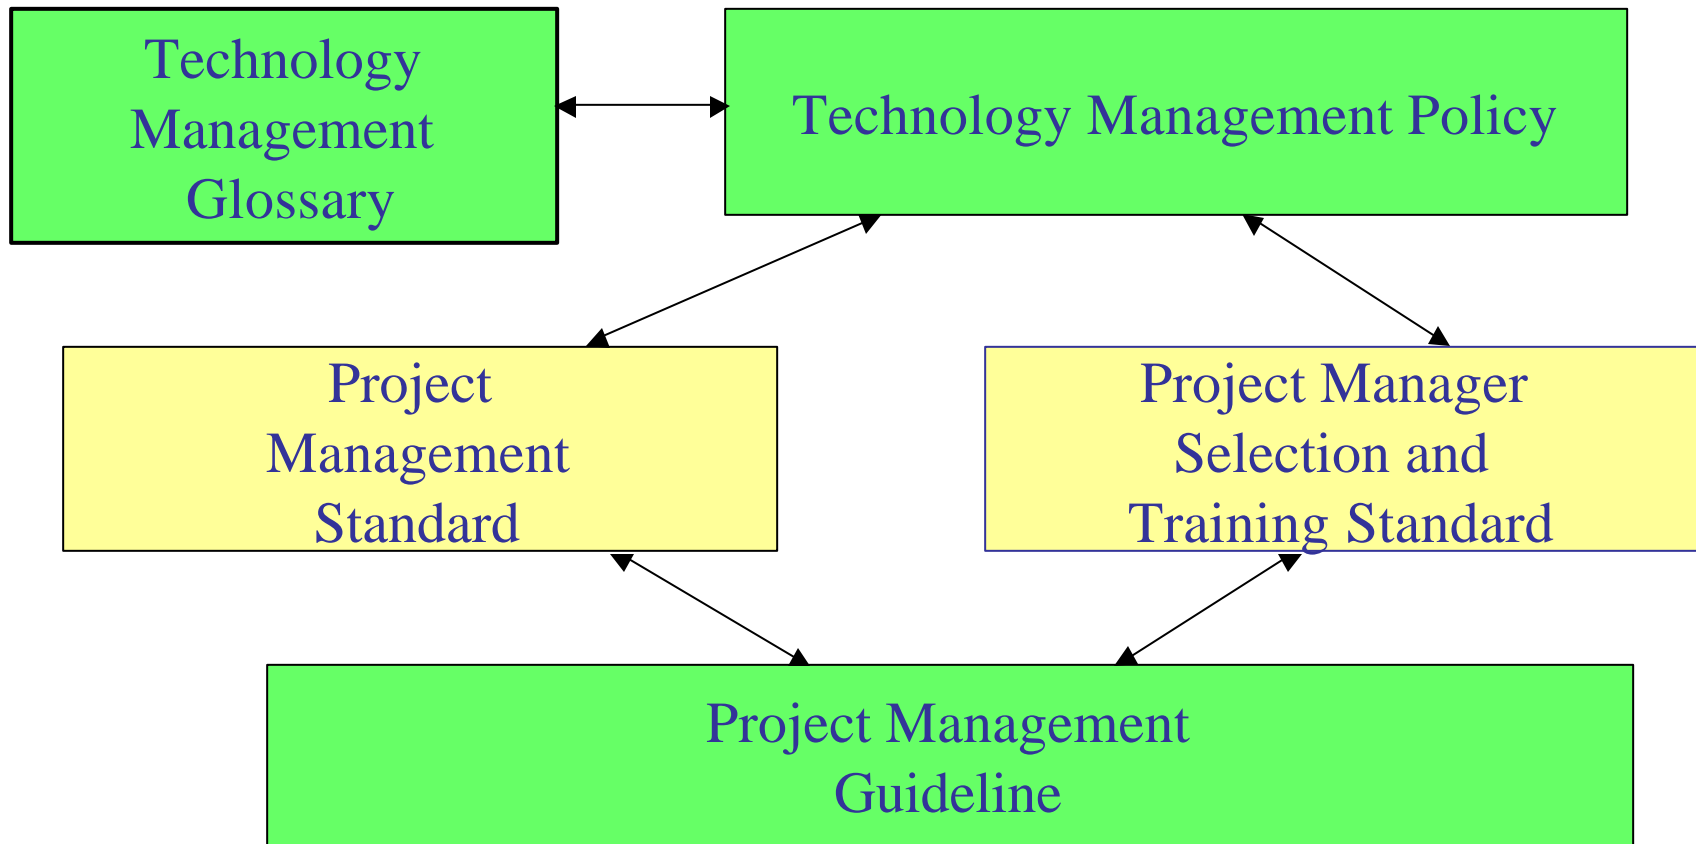 Technology
Management
Glossary
Technology Management Policy
Project
Management
Standard
Project Manager
Selection and
Training Standard
Project Management
Guideline